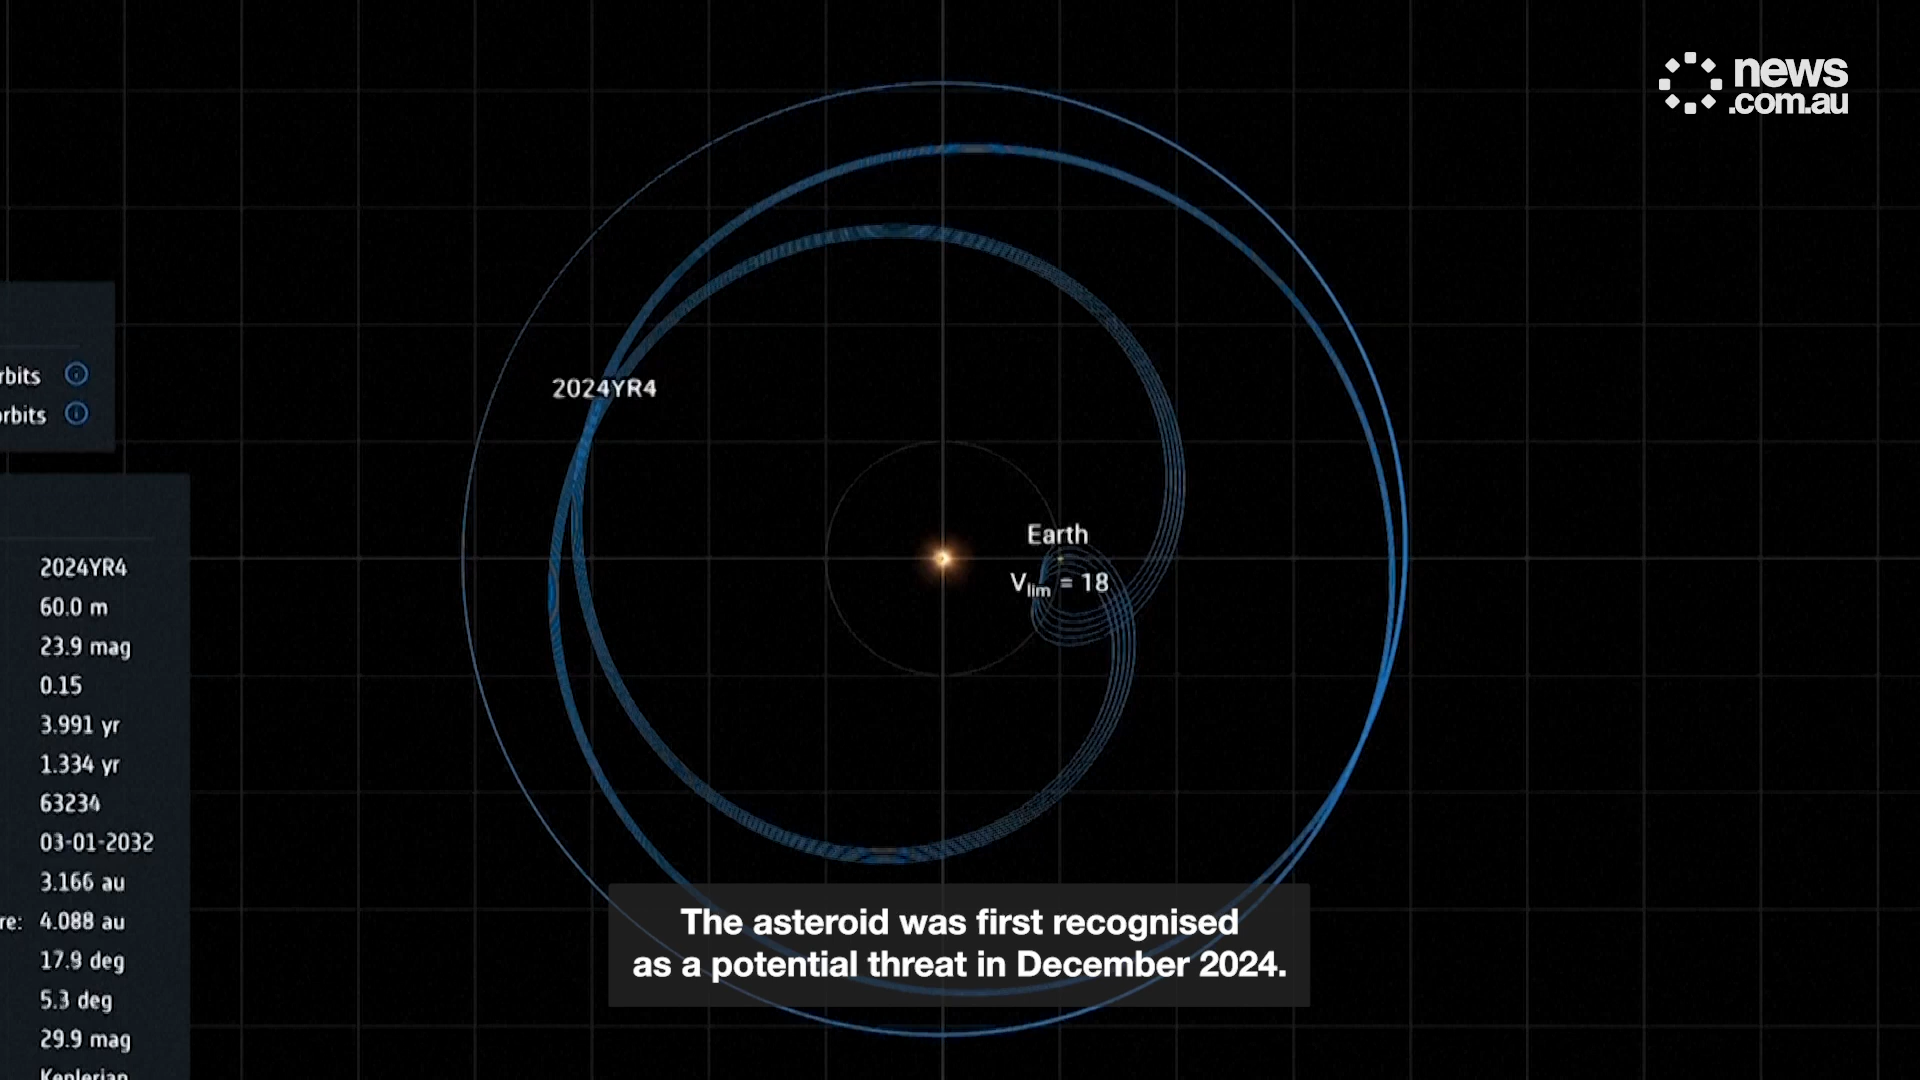 news
.com.au
rbits
orbits
2024YR4
Earth
Vlim = 18
2024YR4
60.0 m
23.9 mag
0.15
3.991 yr
1.334 yr
63234
03-01-2032
3.166 au
re: 4.088 au
17.9 deg
5.3 deg
29.9 mag
Keplerian
The asteroid was first recognised
as a potential threat in December 2024.